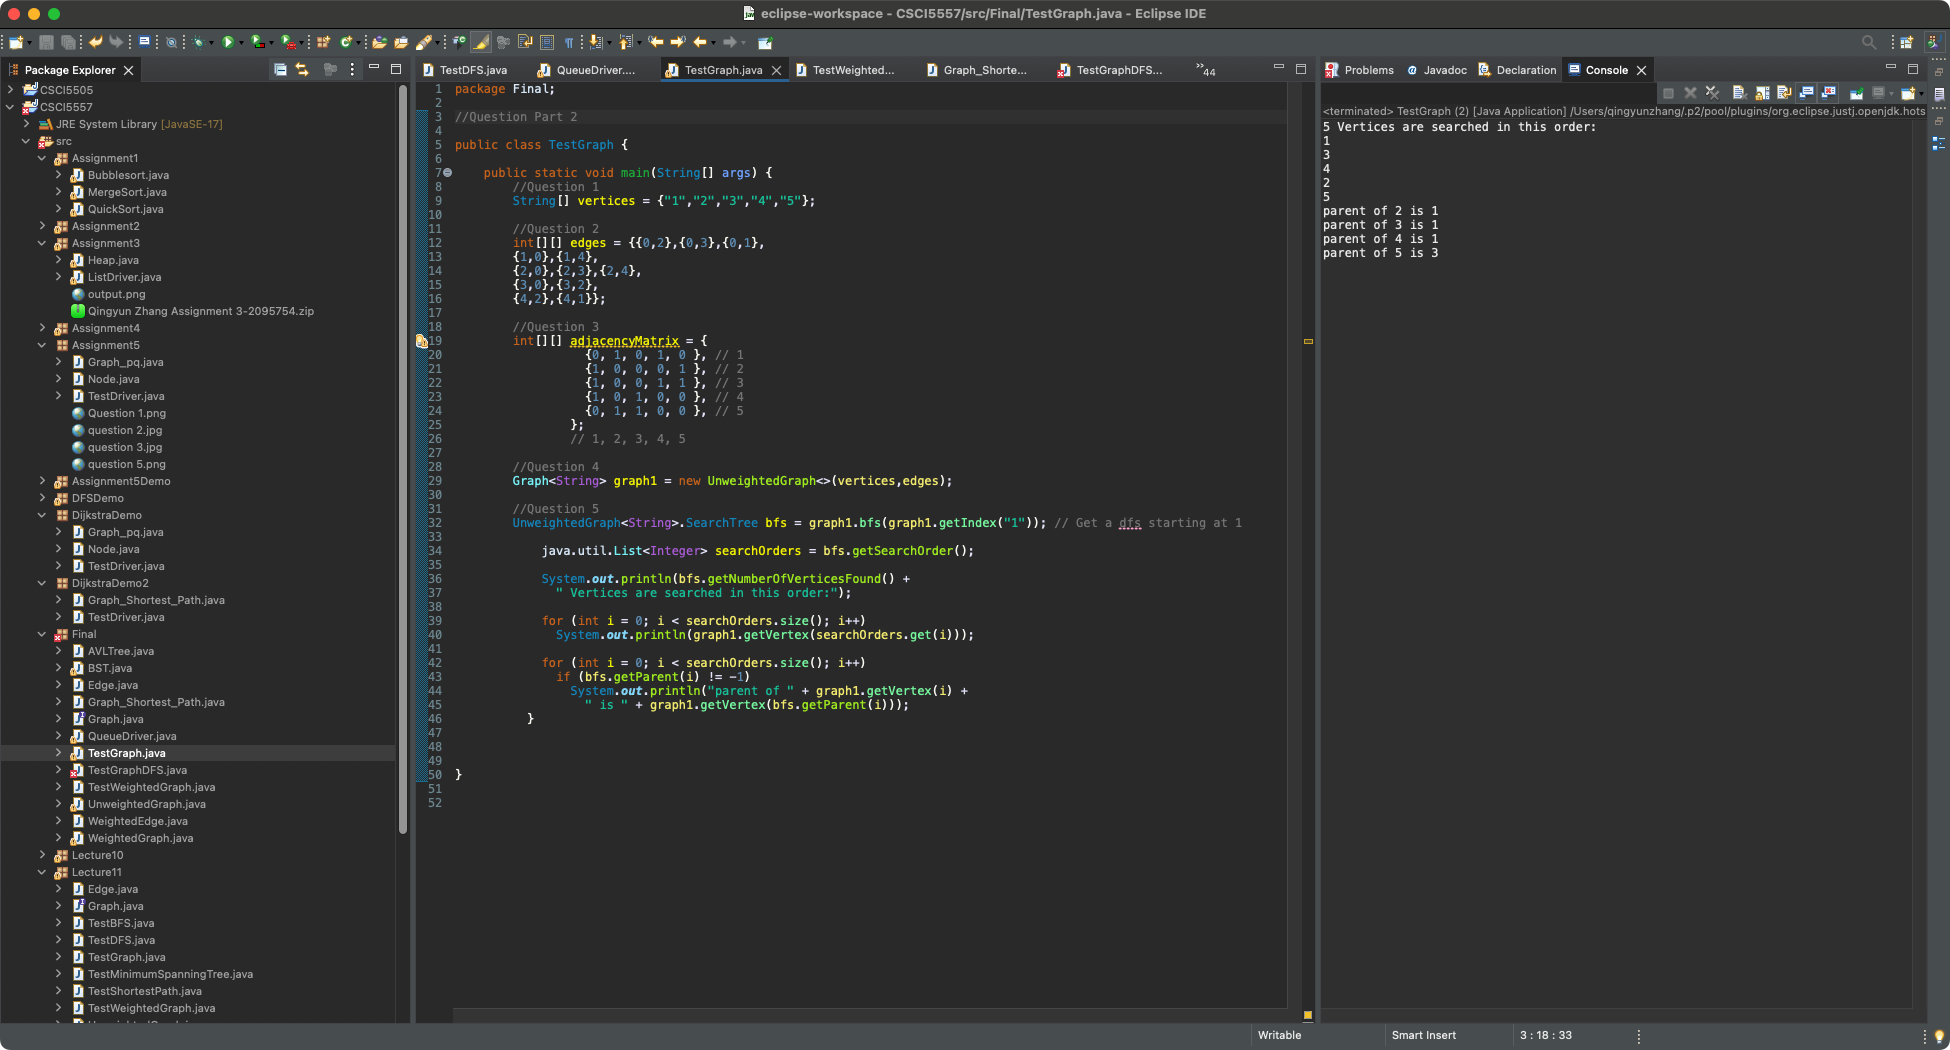 eclipse-workspace - CSCI5557/src/Final/TestGraph.java - Eclipse IDE
Package Explorer
CSCI5505
CSCI5557
JRE System Library [JavaSE-17]
src
Assignment1
Bubblesort.java
MergeSort.java
QuickSort.java
Assignment2
Assignment3
Heap.java
ListDriver.java
output.png
Qingyun Zhang Assignment 3-2095754.zip
Assignment4
Assignment5
Graph_pq.java
Node.java
TestDriver.java
Question 1.png
question 2.jpg
question 3.jpg
question 5.png
Assignment5Demo
DFSDemo
DijkstraDemo
Graph_pq.java
Node.java
TestDriver.java
DijkstraDemo2
Graph_Shortest_Path.java
TestDriver.java
Final
AVLTree.java
BST.java
Edge.java
Graph_Shortest_Path.java
Graph.java
QueueDriver.java
TestGraph.java
TestGraphDFS.java
TestWeightedGraph.java
UnweightedGraph.java
WeightedEdge.java
WeightedGraph.java
Lecture10
Lecture11
Edge.java
Graph.java
TestBFS.java
TestDFS.java
TestGraph.java
TestMinimumSpanningTree.java
TestShortestPath.java
TestWeightedGraph.java
TestDFS.java QueueDriver.... TestGraph.java TestWeighted... Graph_Shorte... TestGraphDFS... »44
1 package Final;
2
3 //Question Part 2
4
5 public class TestGraph {
6
7 public static void main(String[] args) {
8 //Question 1
9 String[] vertices = {"1","2","3","4","5"};
10
11 //Question 2
12 int[][] edges = {{0,2},{0,3},{0,1},
13 {1,0},{1,4},
14 {2,0},{2,3},{2,4},
15 {3,0},{3,2},
16 {4,2},{4,1}};
17
18 //Question 3
19 int[][] adjacencyMatrix = {
20 {0, 1, 0, 1, 0 }, // 1
21 {1, 0, 0, 0, 1 }, // 2
22 {1, 0, 0, 1, 1 }, // 3
23 {1, 0, 1, 0, 0 }, // 4
24 {0, 1, 1, 0, 0 }, // 5
25 };
26 // 1, 2, 3, 4, 5
27
28 //Question 4
29 Graph<String> graph1 = new UnweightedGraph<>(vertices,edges);
30
31 //Question 5
32 UnweightedGraph<String>.SearchTree bfs = graph1.bfs(graph1.getIndex("1")); // Get a dfs starting at 1
33
34 java.util.List<Integer> searchOrders = bfs.getSearchOrder();
35
36 System.out.println(bfs.getNumberOfVerticesFound() +
37 " Vertices are searched in this order:");
38
39 for (int i = 0; i < searchOrders.size(); i++)
40 System.out.println(graph1.getVertex(searchOrders.get(i)));
41
42 for (int i = 0; i < searchOrders.size(); i++)
43 if (bfs.getParent(i) != -1)
44 System.out.println("parent of " + graph1.getVertex(i) +
45 " is " + graph1.getVertex(bfs.getParent(i)));
46 }
47
48
49
50 }
51
52
Problems Javadoc Declaration Console
<terminated> TestGraph (2) [Java Application] /Users/qingyunzhang/.p2/pool/plugins/org.eclipse.justj.openjdk.hots
5 Vertices are searched in this order:
1
3
4
2
5
parent of 2 is 1
parent of 3 is 1
parent of 4 is 1
parent of 5 is 3
Writable Smart Insert 3 : 18 : 33